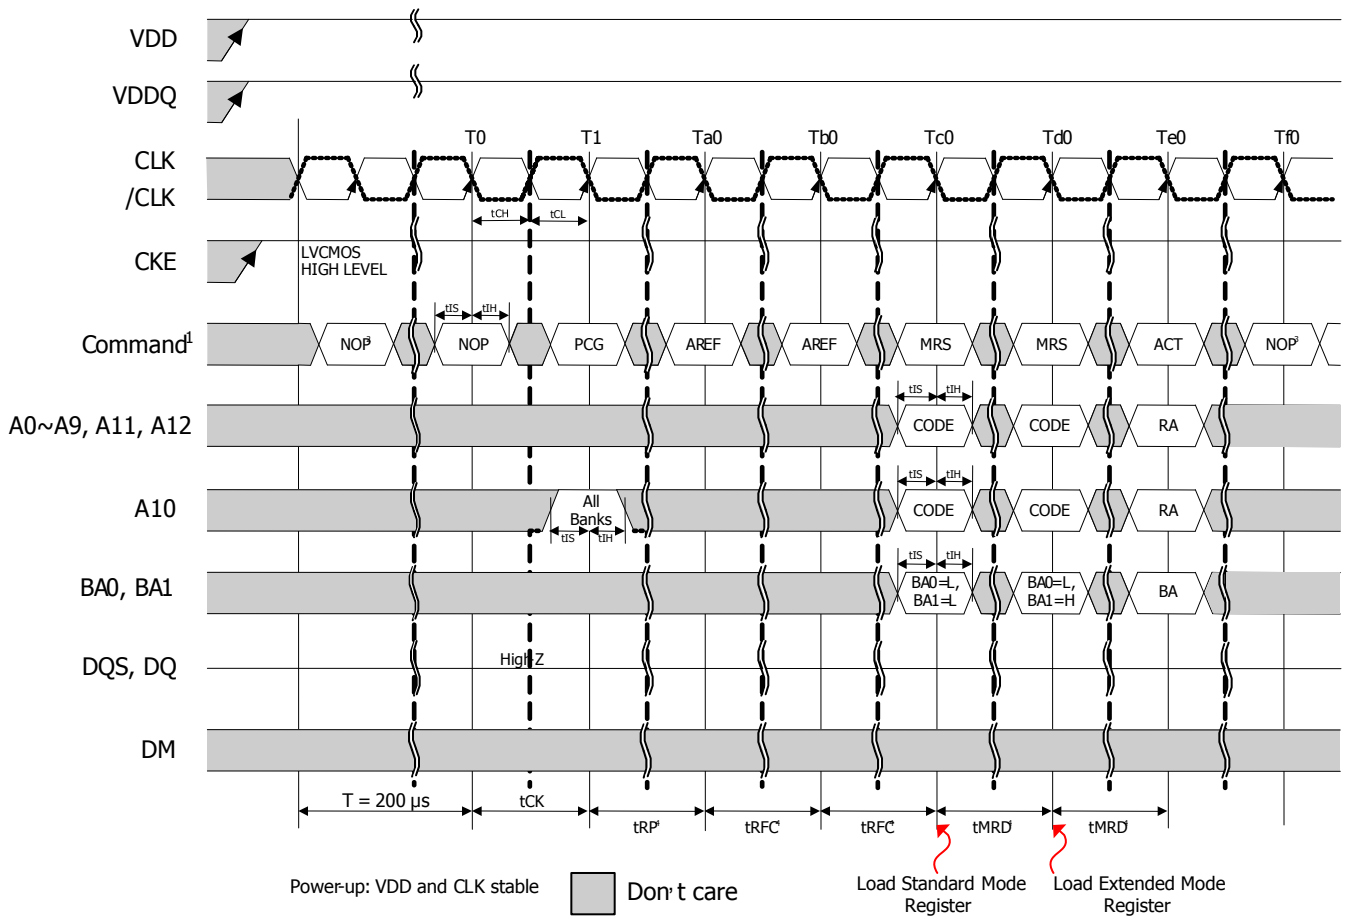 VDD
VDDQ
T0 T1 Ta0 Tb0 Tc0 Td0 Te0 Tf0
CLK
/CLK
tCH tCL
CKE
LVCMOS
HIGH LEVEL
tIS tIH
Command1
NOP3 NOP PCG AREF AREF MRS MRS ACT NOP3
tIS tIH
A0~A9, A11, A12
CODE CODE RA
tIS tIH
A10
All
Banks
CODE CODE RA
tIS tIH
tIS tIH
BA0, BA1
BA0=L,
BA1=L
BA0=L,
BA1=H
BA
DQS, DQ
High-Z
DM
T = 200 µs tCK
tRP4 tRFC4 tRFC4 tMRD4 tMRD4
Power-up: VDD and CLK stable
Don't care
Load Standard Mode
Register
Load Extended Mode
Register